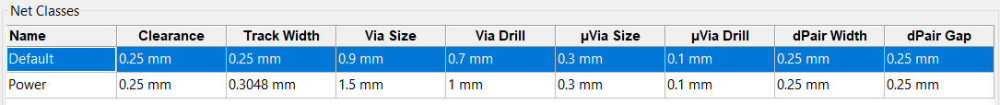 Net Classes
Name Clearance Track Width Via Size Via Drill µVia Size µVia Drill dPair Width dPair Gap
Default 0.25 mm 0.25 mm 0.9 mm 0.7 mm 0.3 mm 0.1 mm 0.25 mm 0.25 mm
Power 0.25 mm 0.3048 mm 1.5 mm 1 mm 0.3 mm 0.1 mm 0.25 mm 0.25 mm